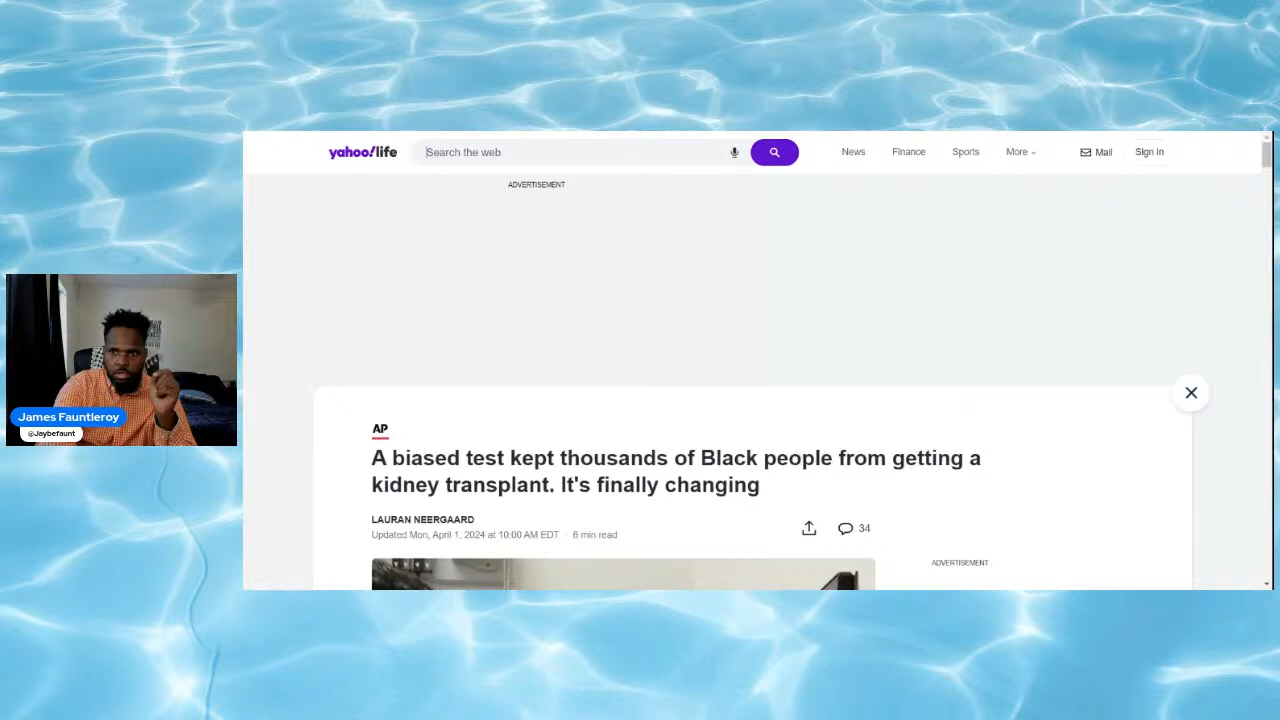 yahoo!life
Search the web
News
Finance
Sports
More
Mail
Sign in
ADVERTISEMENT
AP
A biased test kept thousands of Black people from getting a
kidney transplant. It's finally changing
LAURAN NEERGAARD
Updated Mon, April 1, 2024 at 10:00 AM EDT · 6 min read
34
ADVERTISEMENT
James Fauntleroy
@Jaybefaunt